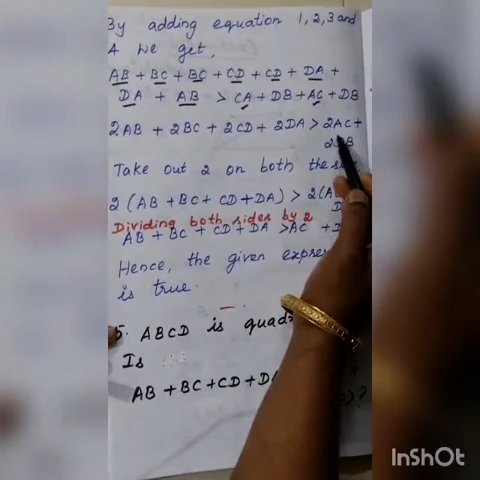 By adding equation 1, 2, 3 and
4 we get.
AB + BC + BC + CD + CD + DA +
DA + AB > CA + DB + AC + DB
2AB + 2BC + 2CD + 2DA > 2AC +
Take out 2 on both the
2 (AB + BC + CD + DA) > 2(A
Dividing both sides by 2
AB + BC + CD + DA > AC + D
Hence, the given expre
is true.
5. ABCD is quad
Is
AB + BC + CD + DA
InShOt